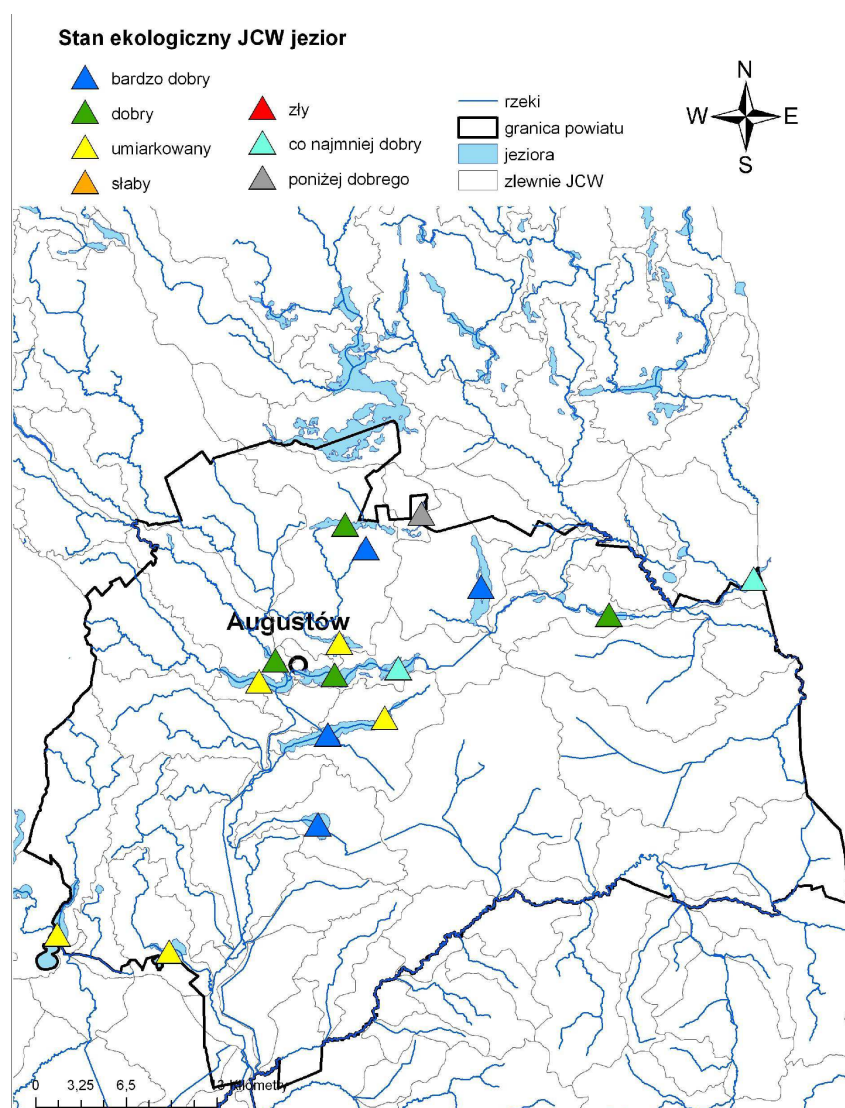 Stan ekologiczny JCW jezior
bardzo dobry
dobry
umiarkowany
słaby
zły
co najmniej dobry
poniżej dobrego
rzeki
granica powiatu
jeziora
zlewnie JCW
N
W E
S
Augustów
0 3,25 6,5 13 Kilometry